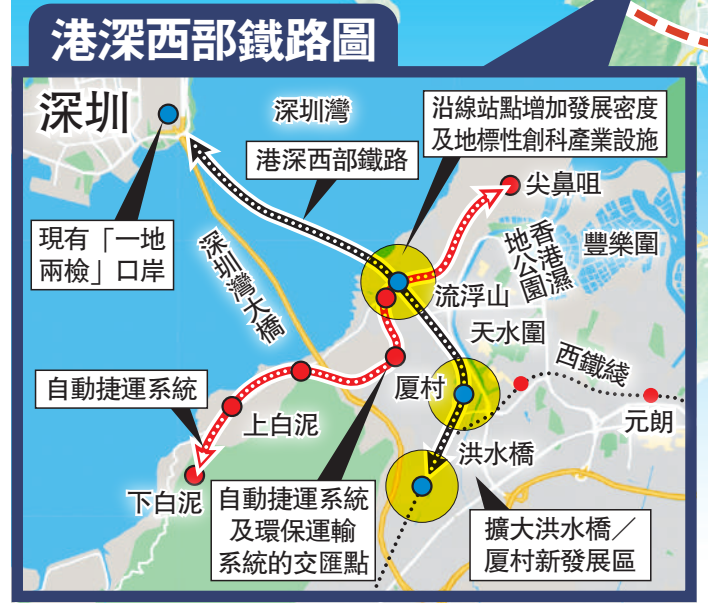 港深西部鐵路圖
深圳
深圳灣
沿線站點增加發展密度
及地標性創科產業設施
港深西部鐵路
尖鼻咀
現有「一地
兩檢」口岸
深圳灣大橋
香港濕
地公園
豐樂圍
流浮山
天水圍
西鐵綫
自動捷運系統
厦村
元朗
上白泥
洪水橋
下白泥
自動捷運系統
及環保運輸
系統的交匯點
擴大洪水橋／
厦村新發展區